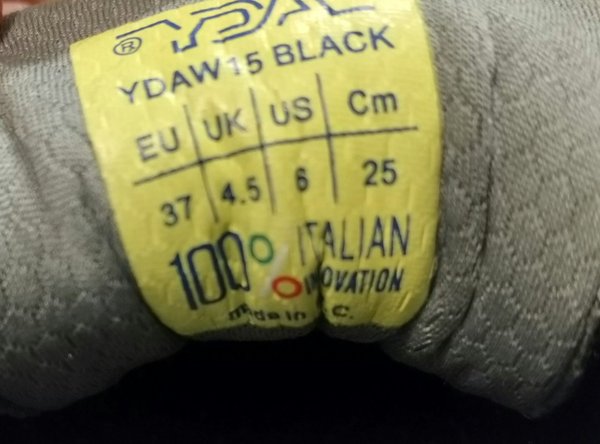 ®
YDAW15 BLACK
EU UK US Cm
37 4.5 6 25
100% ITALIAN
INNOVATION
made in C.